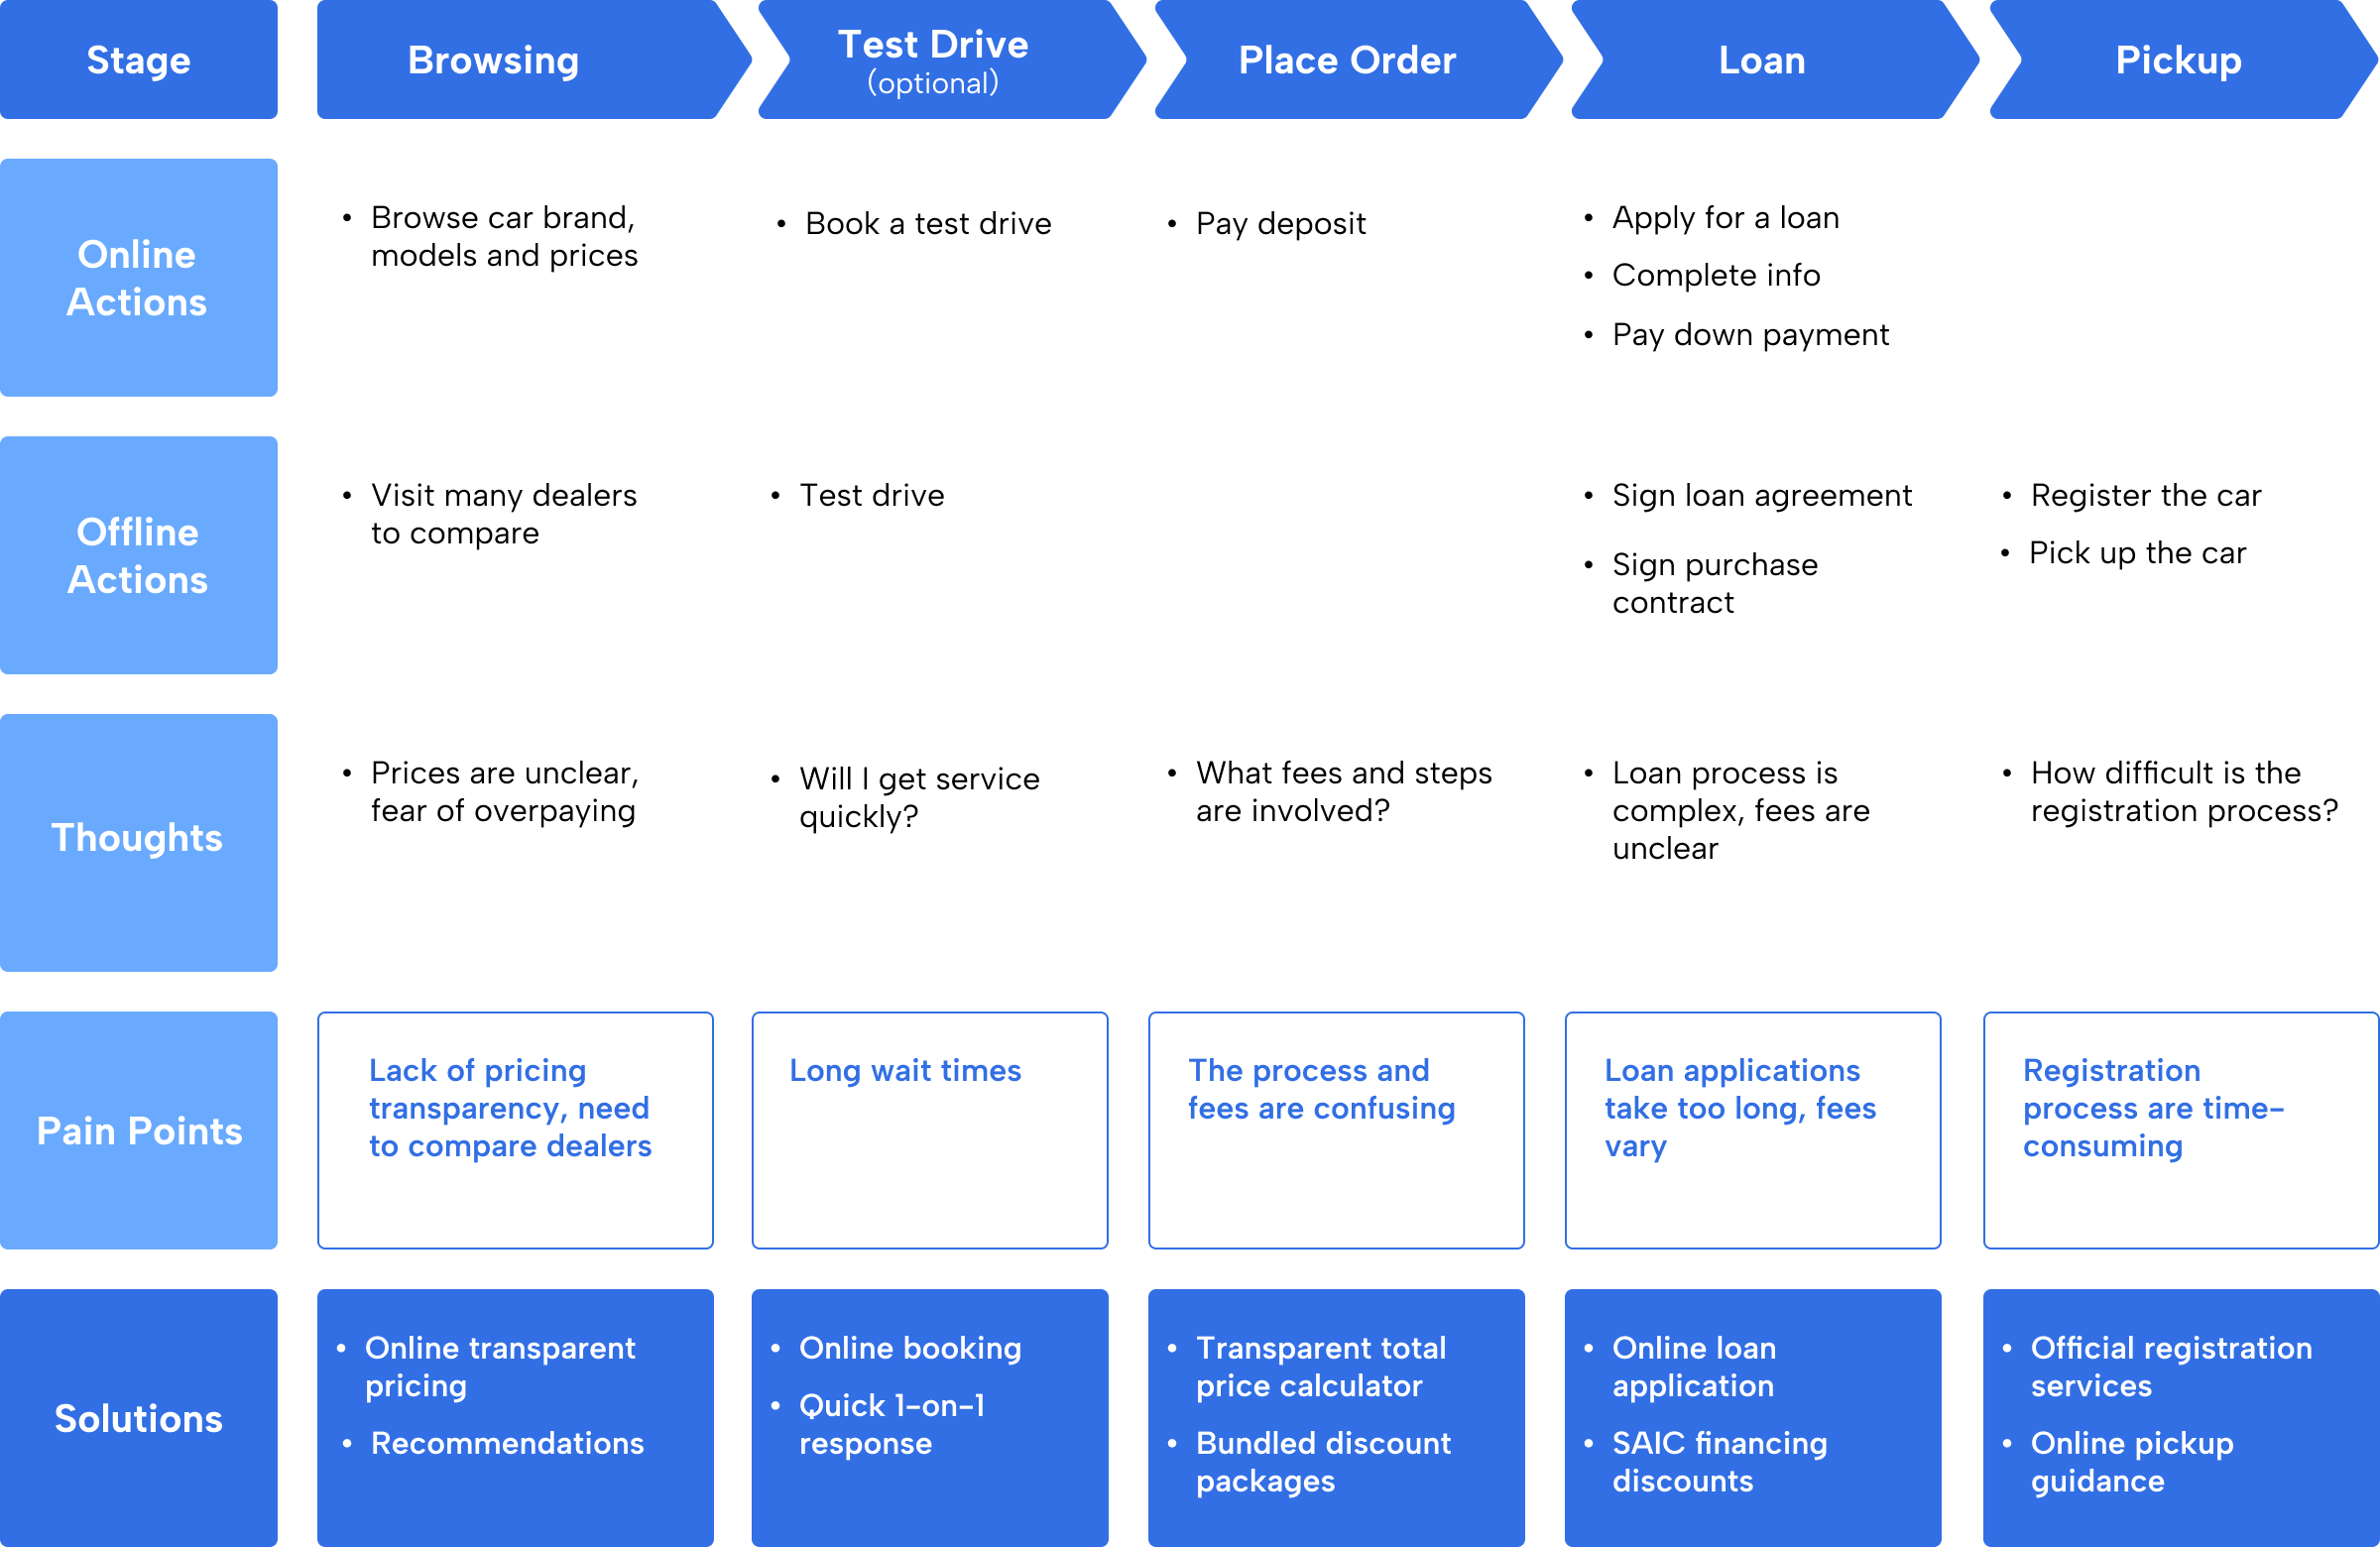 Stage
Browsing
Test Drive
(optional)
Place Order
Loan
Pickup
Online
Actions
• Browse car brand,
models and prices
• Book a test drive
• Pay deposit
• Apply for a loan
• Complete info
• Pay down payment
Offline
Actions
• Visit many dealers
to compare
• Test drive
• Sign loan agreement
• Sign purchase
contract
• Register the car
• Pick up the car
Thoughts
• Prices are unclear,
fear of overpaying
• Will I get service
quickly?
• What fees and steps
are involved?
• Loan process is
complex, fees are
unclear
• How difficult is the
registration process?
Pain Points
Lack of pricing
transparency, need
to compare dealers
Long wait times
The process and
fees are confusing
Loan applications
take too long, fees
vary
Registration
process are time-
consuming
Solutions
• Online transparent
pricing
• Recommendations
• Online booking
• Quick 1-on-1
response
• Transparent total
price calculator
• Bundled discount
packages
• Online loan
application
• SAIC financing
discounts
• Official registration
services
• Online pickup
guidance